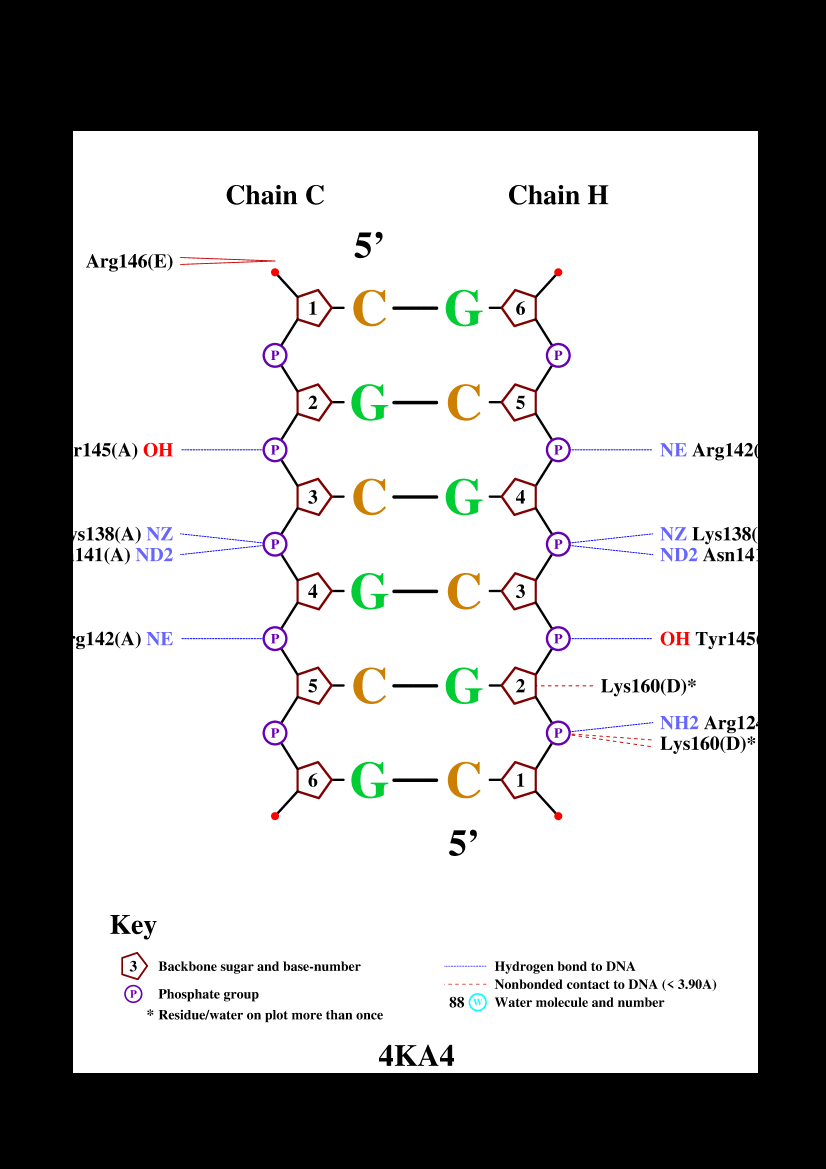 Chain C Chain H
5’
Arg146(E)
1 C G 6
P P
2 G C 5
r145(A) OH P P NE Arg142(
3 C G 4
ys138(A) NZ P P NZ Lys138(
141(A) ND2 ND2 Asn141
4 G C 3
rg142(A) NE P P OH Tyr145(
5 C G 2 Lys160(D)*
P P NH2 Arg124
Lys160(D)*
6 G C 1
5’
Key
3 Backbone sugar and base-number
P Phosphate group
* Residue/water on plot more than once
Hydrogen bond to DNA
Nonbonded contact to DNA (< 3.90A)
88 W Water molecule and number
4KA4